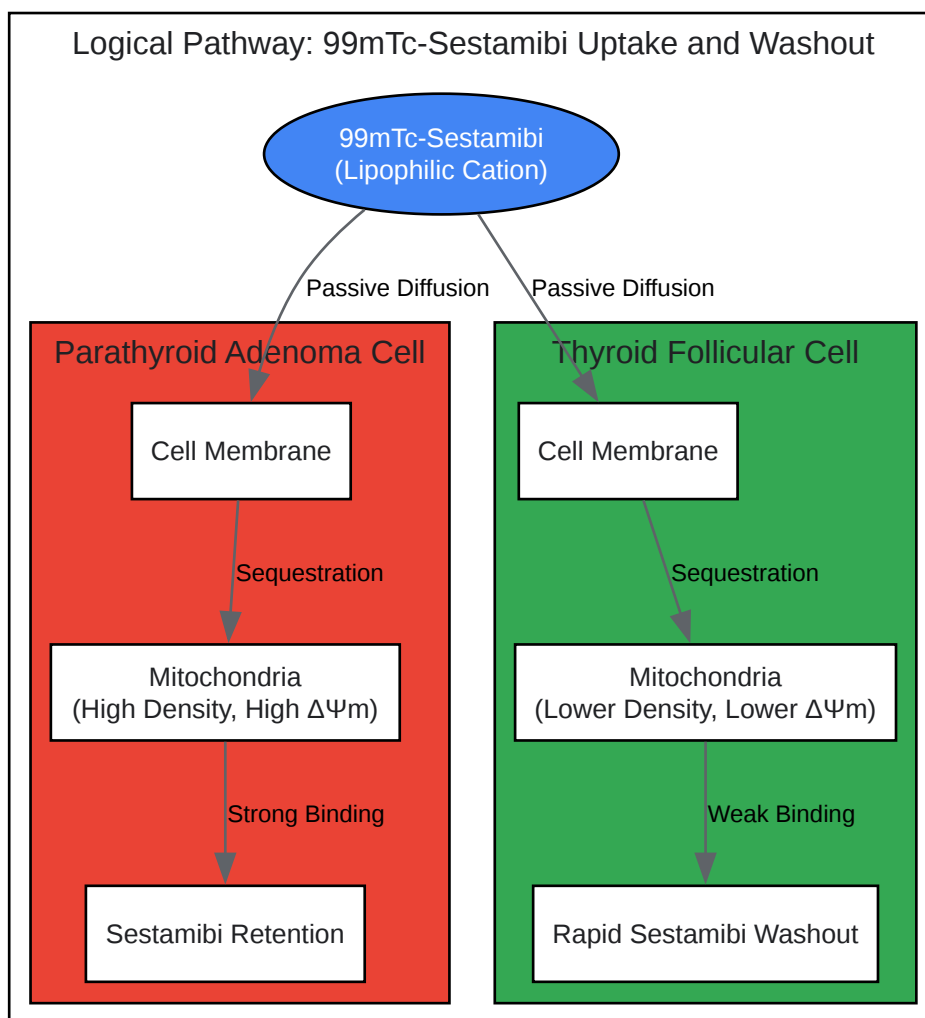 Logical Pathway: 99mTc-Sestamibi Uptake and Washout
99mTc-Sestamibi
(Lipophilic Cation)
Passive Diffusion
Passive Diffusion
Parathyroid Adenoma Cell
Cell Membrane
Sequestration
Mitochondria
(High Density, High ΔΨm)
Strong Binding
Sestamibi Retention
Thyroid Follicular Cell
Cell Membrane
Sequestration
Mitochondria
(Lower Density, Lower ΔΨm)
Weak Binding
Rapid Sestamibi Washout